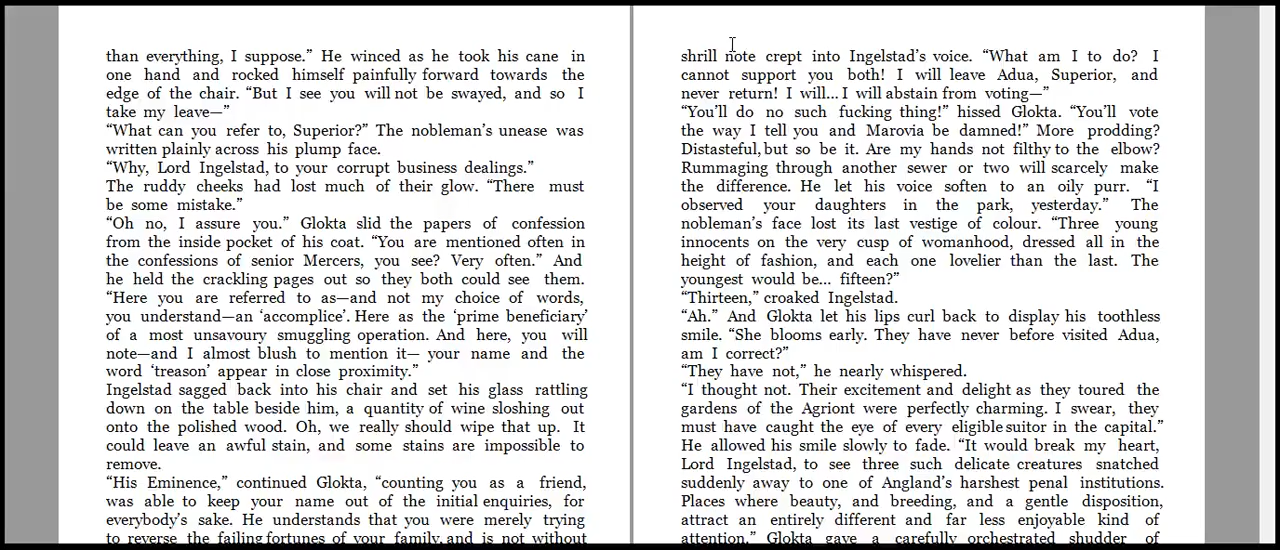 than everything, I suppose.” He winced as he took his cane in
one hand and rocked himself painfully forward towards the
edge of the chair. “But I see you will not be swayed, and so I
take my leave—”
“What can you refer to, Superior?” The nobleman’s unease was
written plainly across his plump face.
“Why, Lord Ingelstad, to your corrupt business dealings.”
The ruddy cheeks had lost much of their glow. “There must
be some mistake.”
“Oh no, I assure you.” Glokta slid the papers of confession
from the inside pocket of his coat. “You are mentioned often in
the confessions of senior Mercers, you see? Very often.” And
he held the crackling pages out so they both could see them.
“Here you are referred to as—and not my choice of words,
you understand—an ‘accomplice’. Here as the ‘prime beneficiary’
of a most unsavoury smuggling operation. And here, you will
note—and I almost blush to mention it— your name and the
word ‘treason’ appear in close proximity.”
Ingelstad sagged back into his chair and set his glass rattling
down on the table beside him, a quantity of wine sloshing out
onto the polished wood. Oh, we really should wipe that up. It
could leave an awful stain, and some stains are impossible to
remove.
“His Eminence,” continued Glokta, “counting you as a friend,
was able to keep your name out of the initial enquiries, for
everybody’s sake. He understands that you were merely trying
to reverse the failing fortunes of your family, and is not without
shrill note crept into Ingelstad’s voice. “What am I to do? I
cannot support you both! I will leave Adua, Superior, and
never return! I will... I will abstain from voting—”
“You’ll do no such fucking thing!” hissed Glokta. “You’ll vote
the way I tell you and Marovia be damned!” More prodding?
Distasteful, but so be it. Are my hands not filthy to the elbow?
Rummaging through another sewer or two will scarcely make
the difference. He let his voice soften to an oily purr. “I
observed your daughters in the park, yesterday.” The
nobleman’s face lost its last vestige of colour. “Three young
innocents on the very cusp of womanhood, dressed all in the
height of fashion, and each one lovelier than the last. The
youngest would be... fifteen?”
“Thirteen,” croaked Ingelstad.
“Ah.” And Glokta let his lips curl back to display his toothless
smile. “She blooms early. They have never before visited Adua,
am I correct?”
“They have not,” he nearly whispered.
“I thought not. Their excitement and delight as they toured the
gardens of the Agriont were perfectly charming. I swear, they
must have caught the eye of every eligible suitor in the capital.”
He allowed his smile slowly to fade. “It would break my heart,
Lord Ingelstad, to see three such delicate creatures snatched
suddenly away to one of Angland’s harshest penal institutions.
Places where beauty, and breeding, and a gentle disposition,
attract an entirely different and far less enjoyable kind of
attention.” Glokta gave a carefully orchestrated shudder of